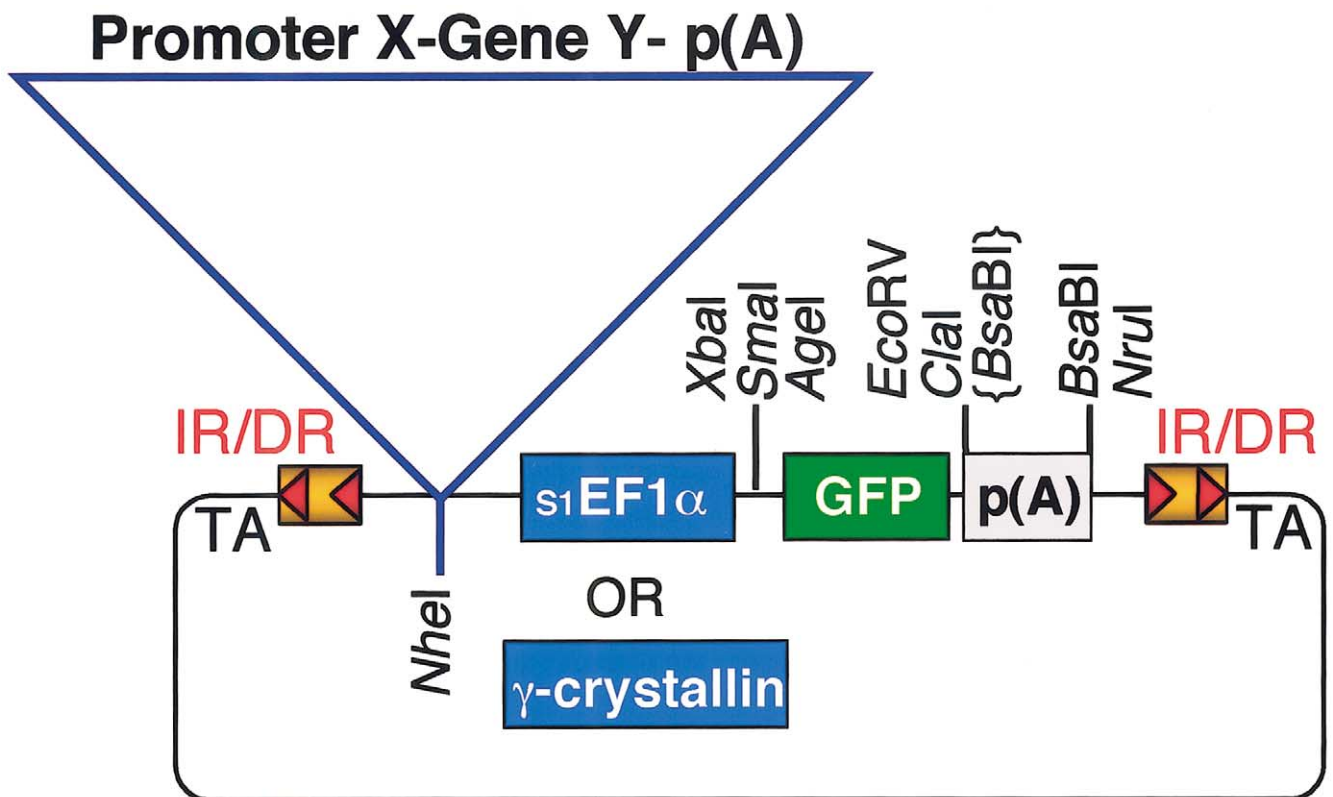 Promoter X-Gene Y- p(A)
XbaI
SmaI
AgeI
EcoRV
ClaI
{BsaBI}
BsaBI
NruI
IR/DR
IR/DR
TA
S1EF1α
GFP
p(A)
TA
NheI
OR
γ-crystallin